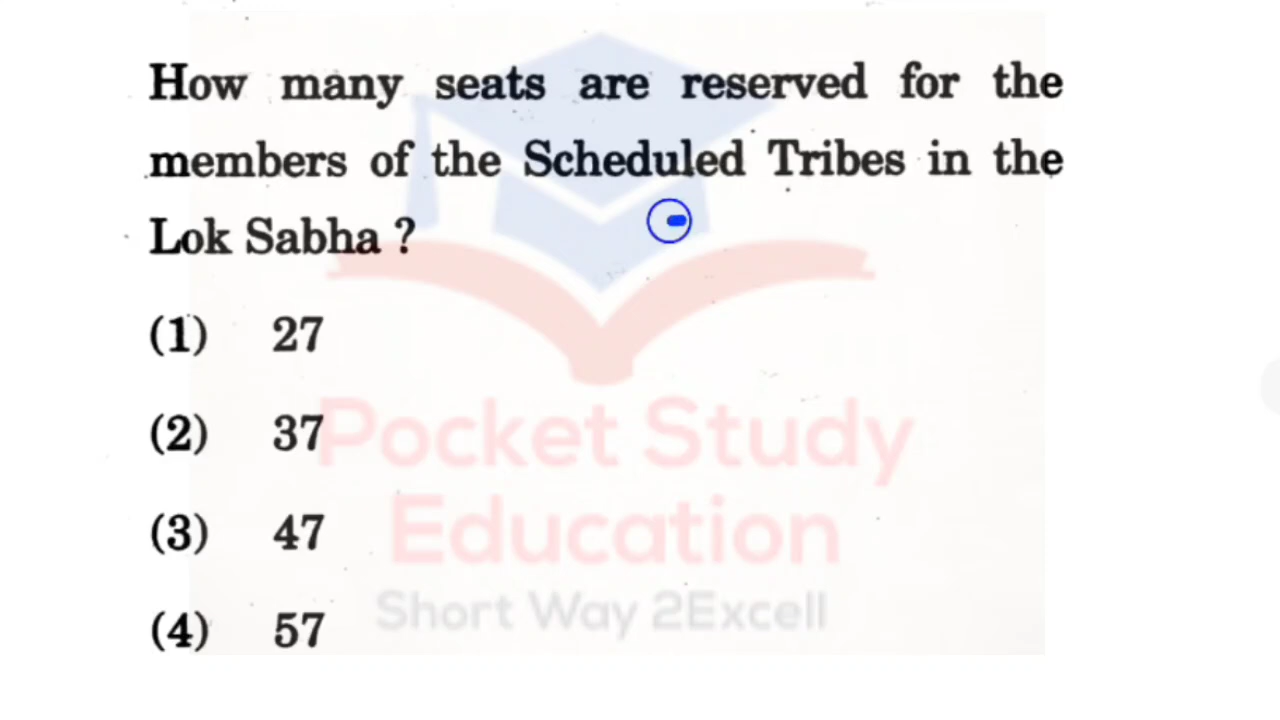 How many seats are reserved for the
members of the Scheduled Tribes in the
Lok Sabha ?
(1) 27
(2) 37
(3) 47
(4) 57
Pocket Study
Education
Short Way 2Excell